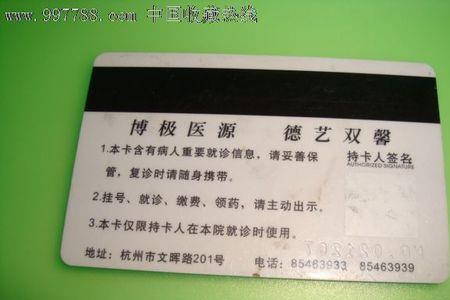 www.997788.com 中国收藏热线
博极医源 德艺双馨
1.本卡含有病人重要就诊信息，请妥善保
管，复诊时请随身携带。
持卡人签名
AUTHORIZED SIGNATURE
2.挂号、就诊、缴费、领药，请主动出示。
3.本卡仅限持卡人在本院就诊时使用。
地址：杭州市文晖路201号 电话：85463933 85463939